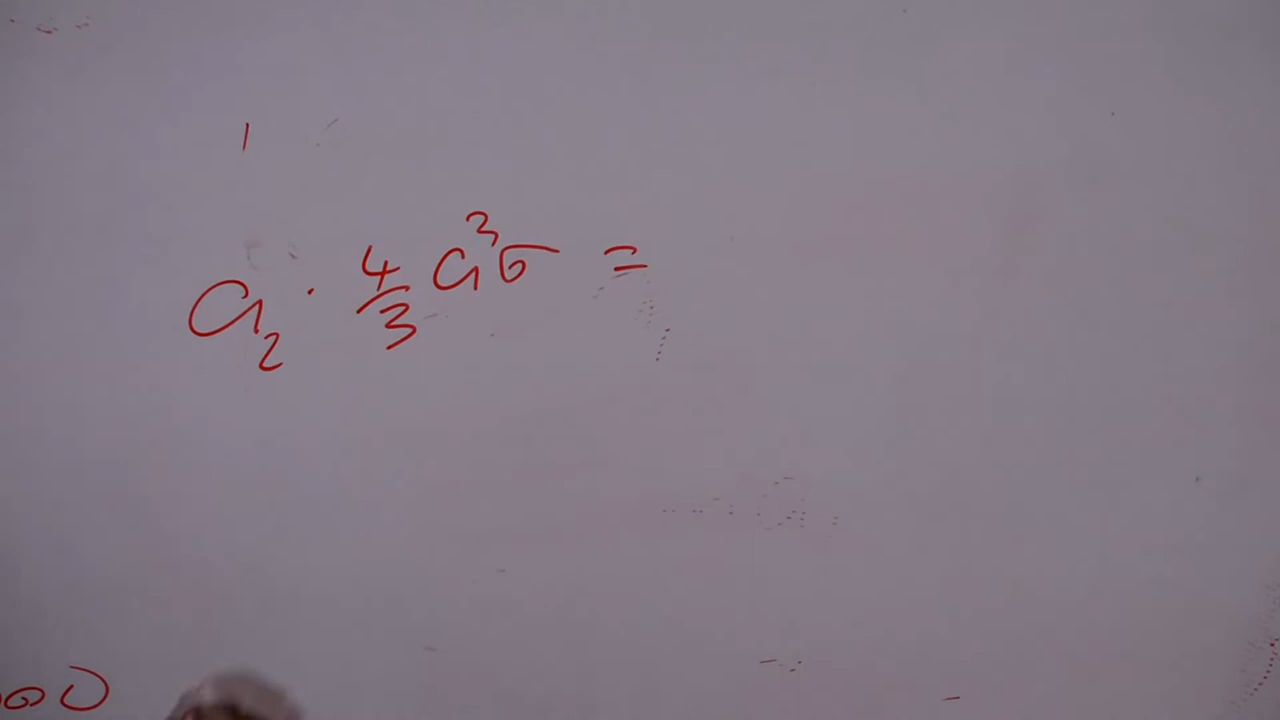 a₂ · 4/3 a³σ =